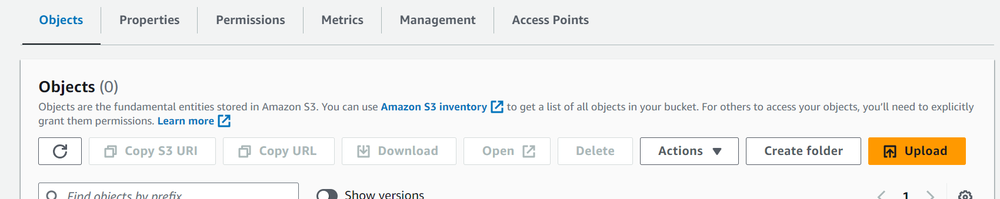 Objects Properties Permissions Metrics Management Access Points
Objects (0)
Objects are the fundamental entities stored in Amazon S3. You can use Amazon S3 inventory to get a list of all objects in your bucket. For others to access your objects, you'll need to explicitly
grant them permissions. Learn more
Copy S3 URI Copy URL Download Open Delete Actions Create folder Upload
Find objects by prefix Show versions 1